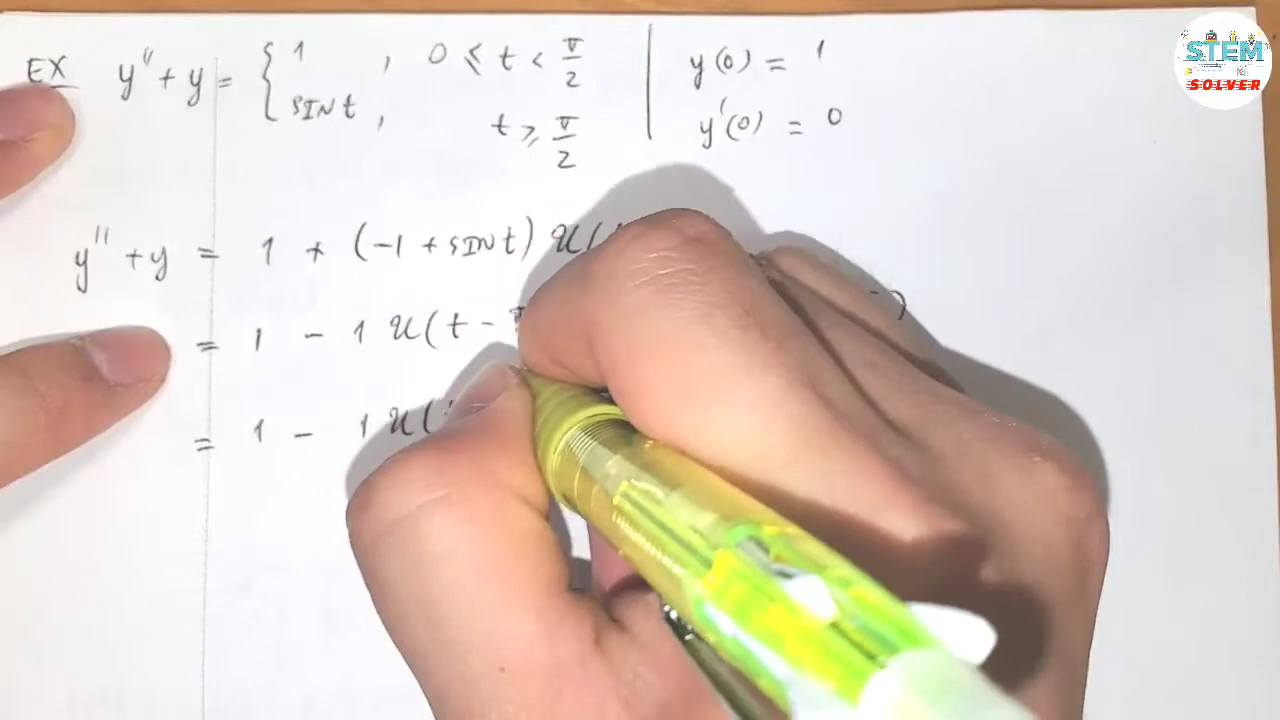 EX y'' + y = { 1 , 0 ≤ t < π/2 | y(0) = 1
sin t , t ≥ π/2 | y'(0) = 0
y'' + y = 1 + (-1 + sin t) u(
= 1 - 1 u(t -
= 1 - 1 u(
STEM
SOLVER